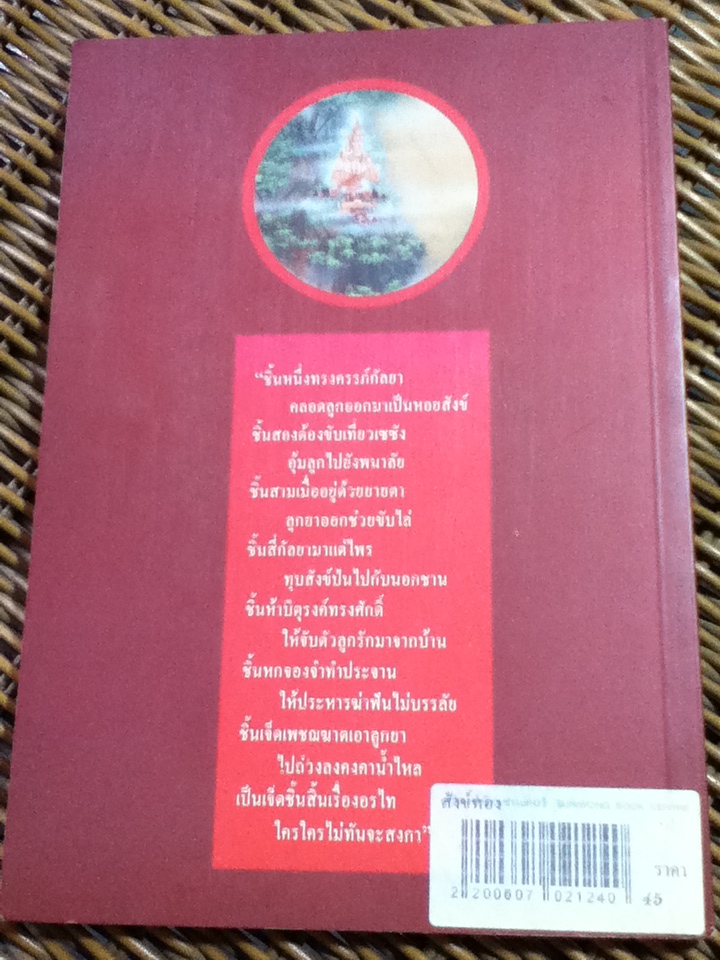 “ชิ้นหนึ่งทรงครรภ์กัลยา
คลอดลูกออกมาเป็นหอยสังข์
ชิ้นสองต้องขับเที่ยวเซซัง
อุ้มลูกไปยังพนาลัย
ชิ้นสามเมื่ออยู่ด้วยยายตา
ลูกยาออกช่วยขับไล่
ชิ้นสี่กัลยามาแต่ไพร
ทุบสังข์ป่นไปกับนอกชาน
ชิ้นห้าบิตุรงค์ทรงศักดิ์
ให้จับตัวลูกรักมาจากบ้าน
ชิ้นหกจองจำทำประจาน
ให้ประหารฆ่าฟันไม่บรรลัย
ชิ้นเจ็ดเพชฌฆาตเอาลูกยา
ไปถ่วงลงคงคาน้ำไหล
เป็นเจ็ดชิ้นสิ้นเรื่องอรไท
ใครใครไม่ทันจะสงกา”
สังข์ทอง
ราคา
2 200607 021240 45